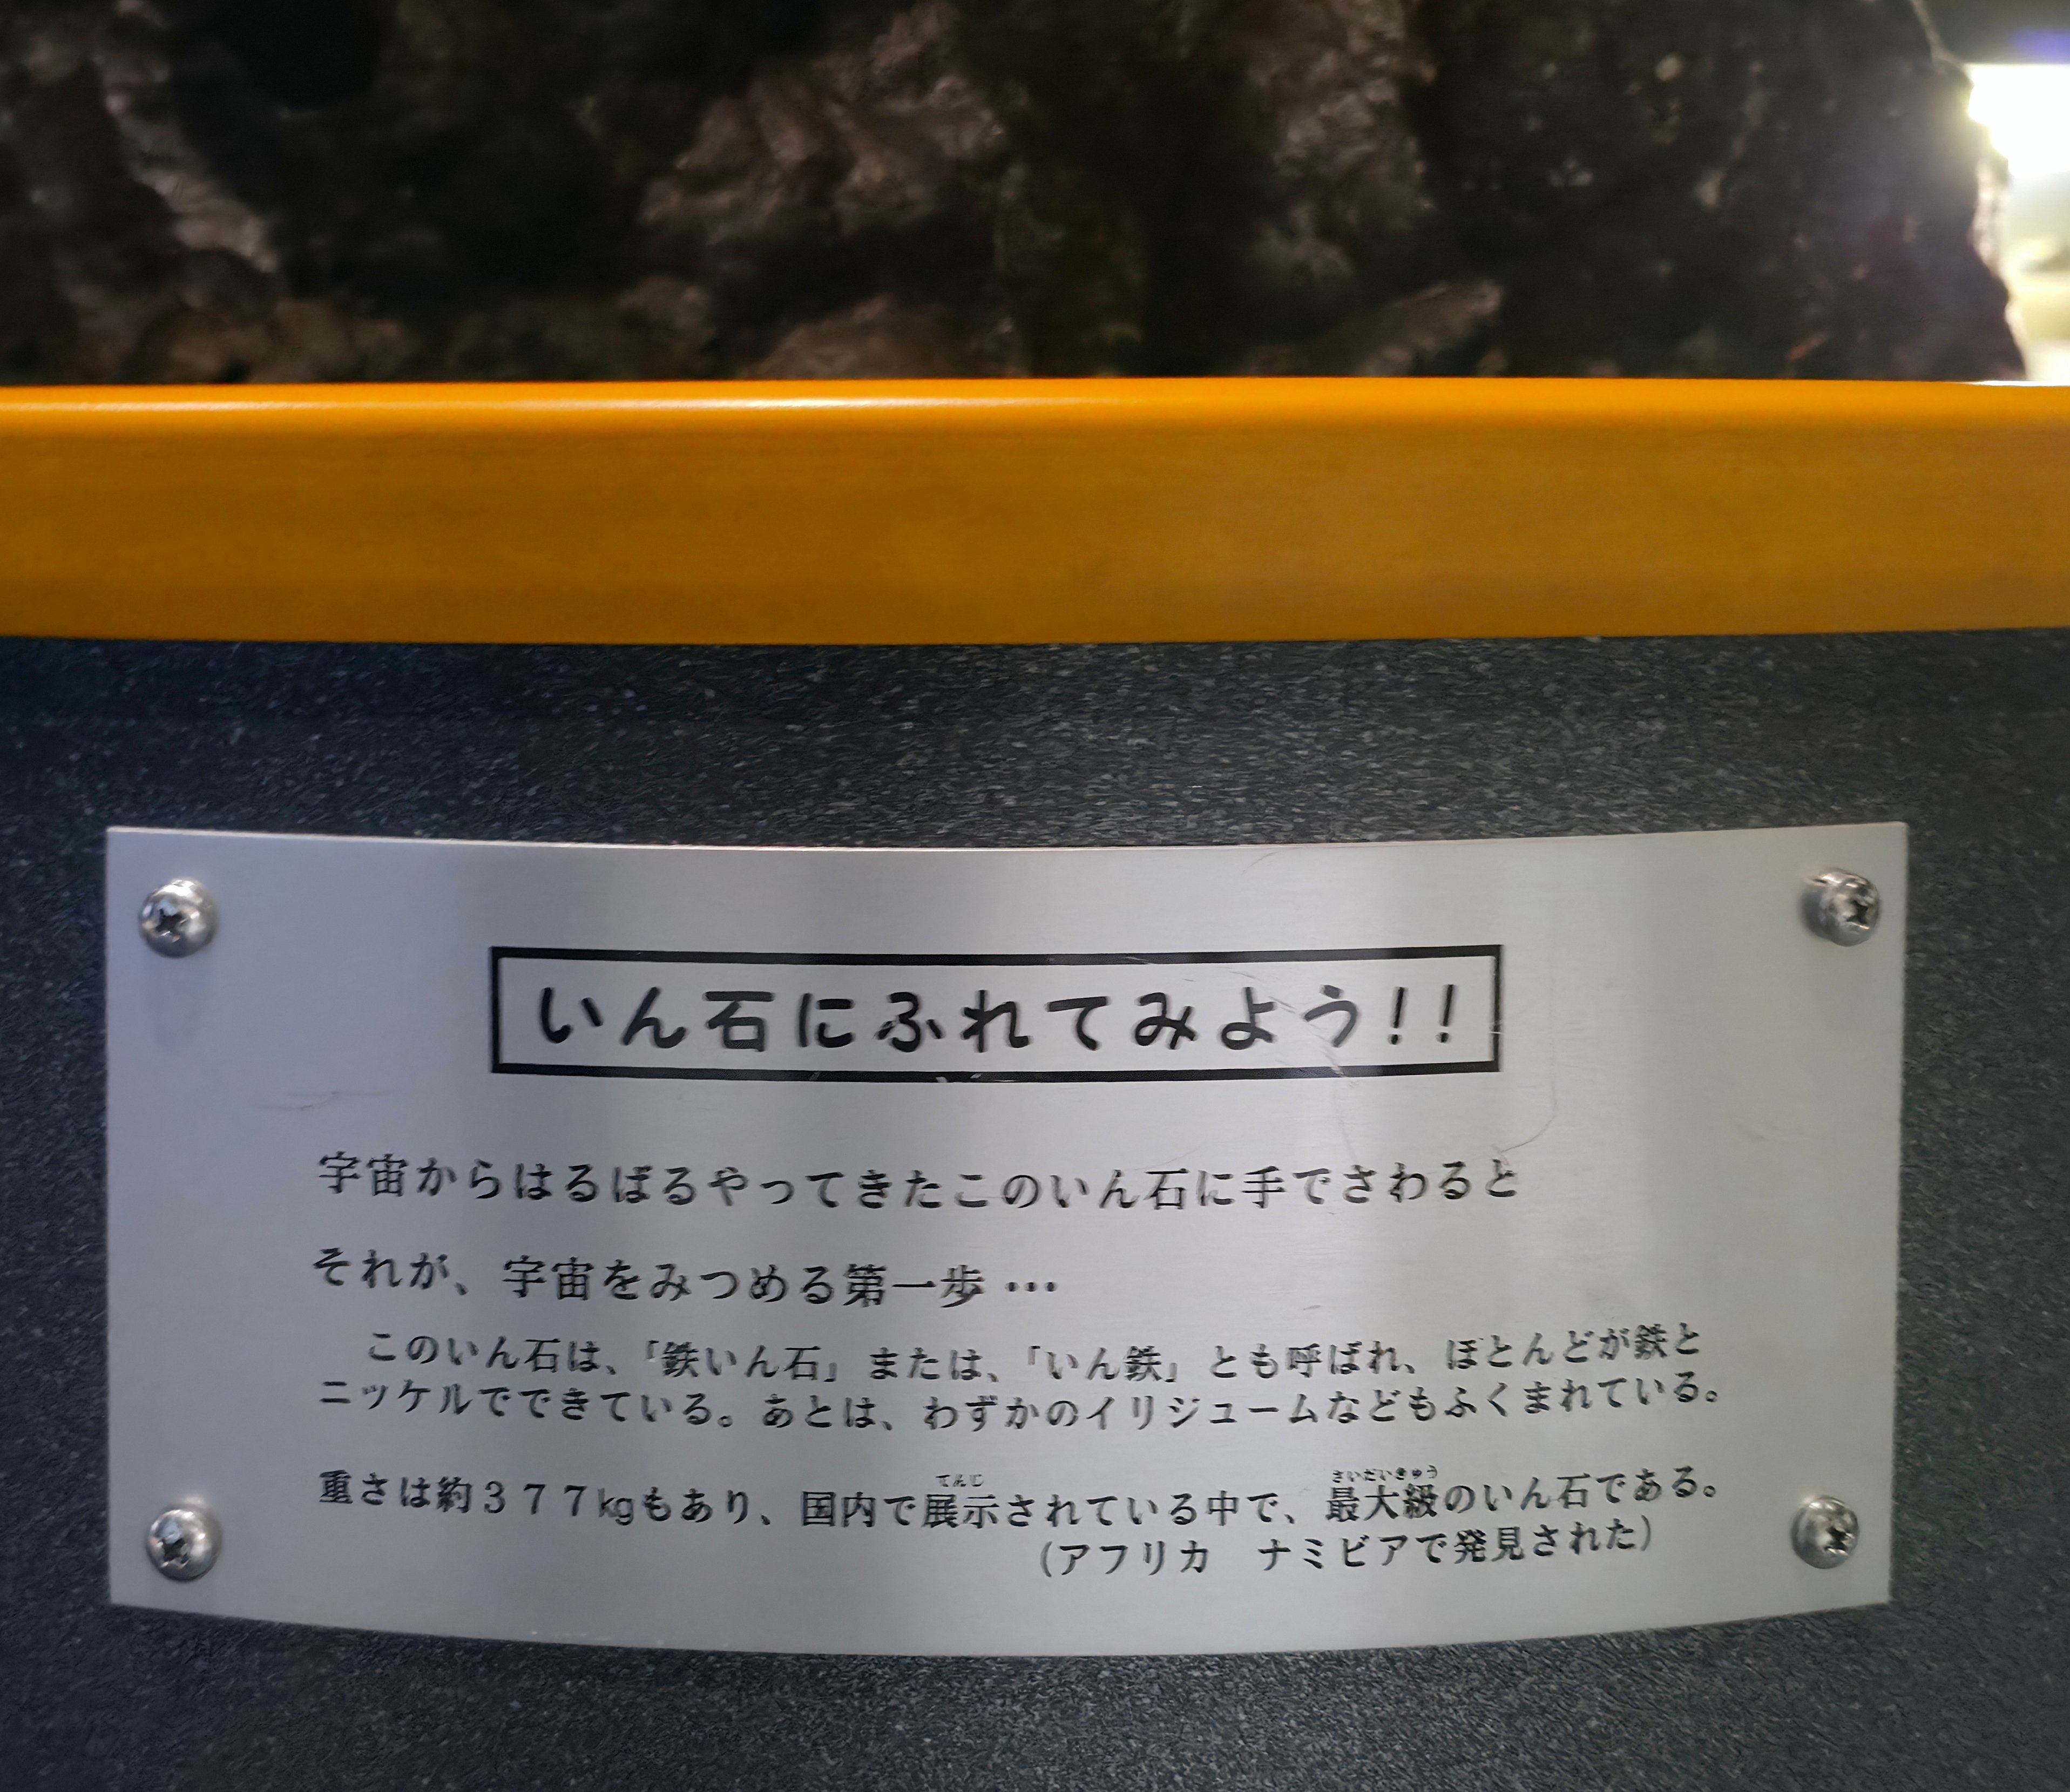 いん石にふれてみよう!!
宇宙からはるばるやってきたこのいん石に手でさわると
それが、宇宙をみつめる第一歩…
このいん石は、「鉄いん石」または、「いん鉄」とも呼ばれ、ほとんどが鉄と
ニッケルでできている。あとは、わずかのイリジュームなどもふくまれている。
てんじ さいだいきゅう
重さは約377kgもあり、国内で展示されている中で、最大級のいん石である。
(アフリカ ナミビアで発見された)